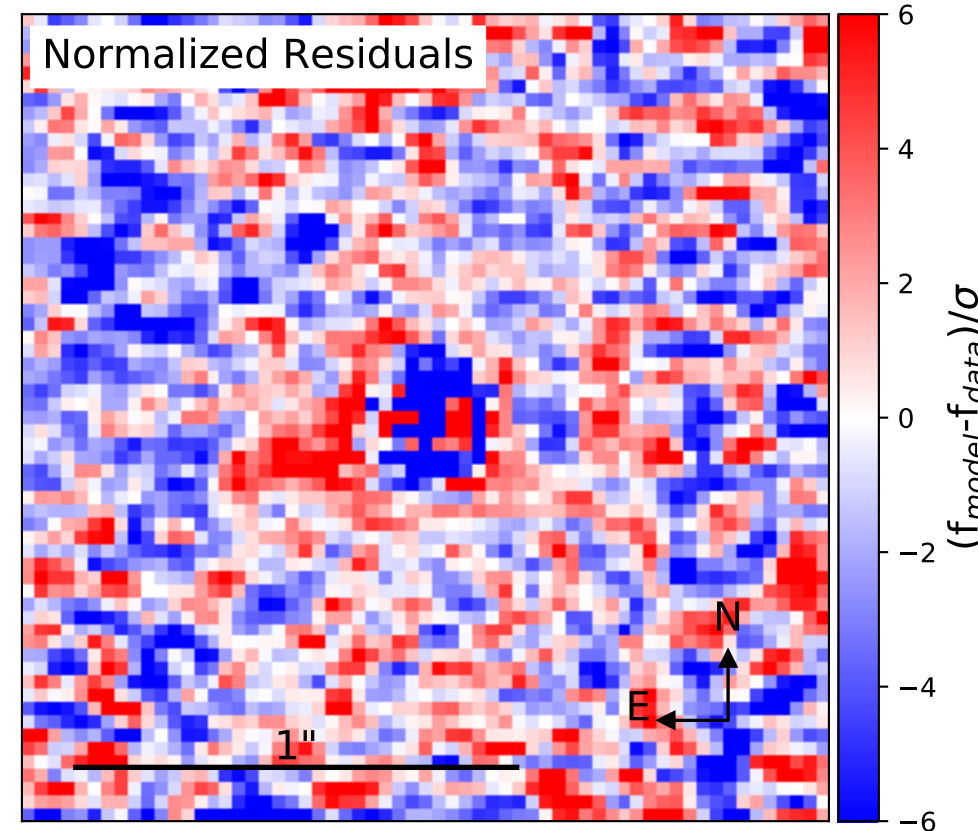 Normalized Residuals
6
4
2
0
−2
−4
−6
(f_model-f_data)/σ
N
E
1"